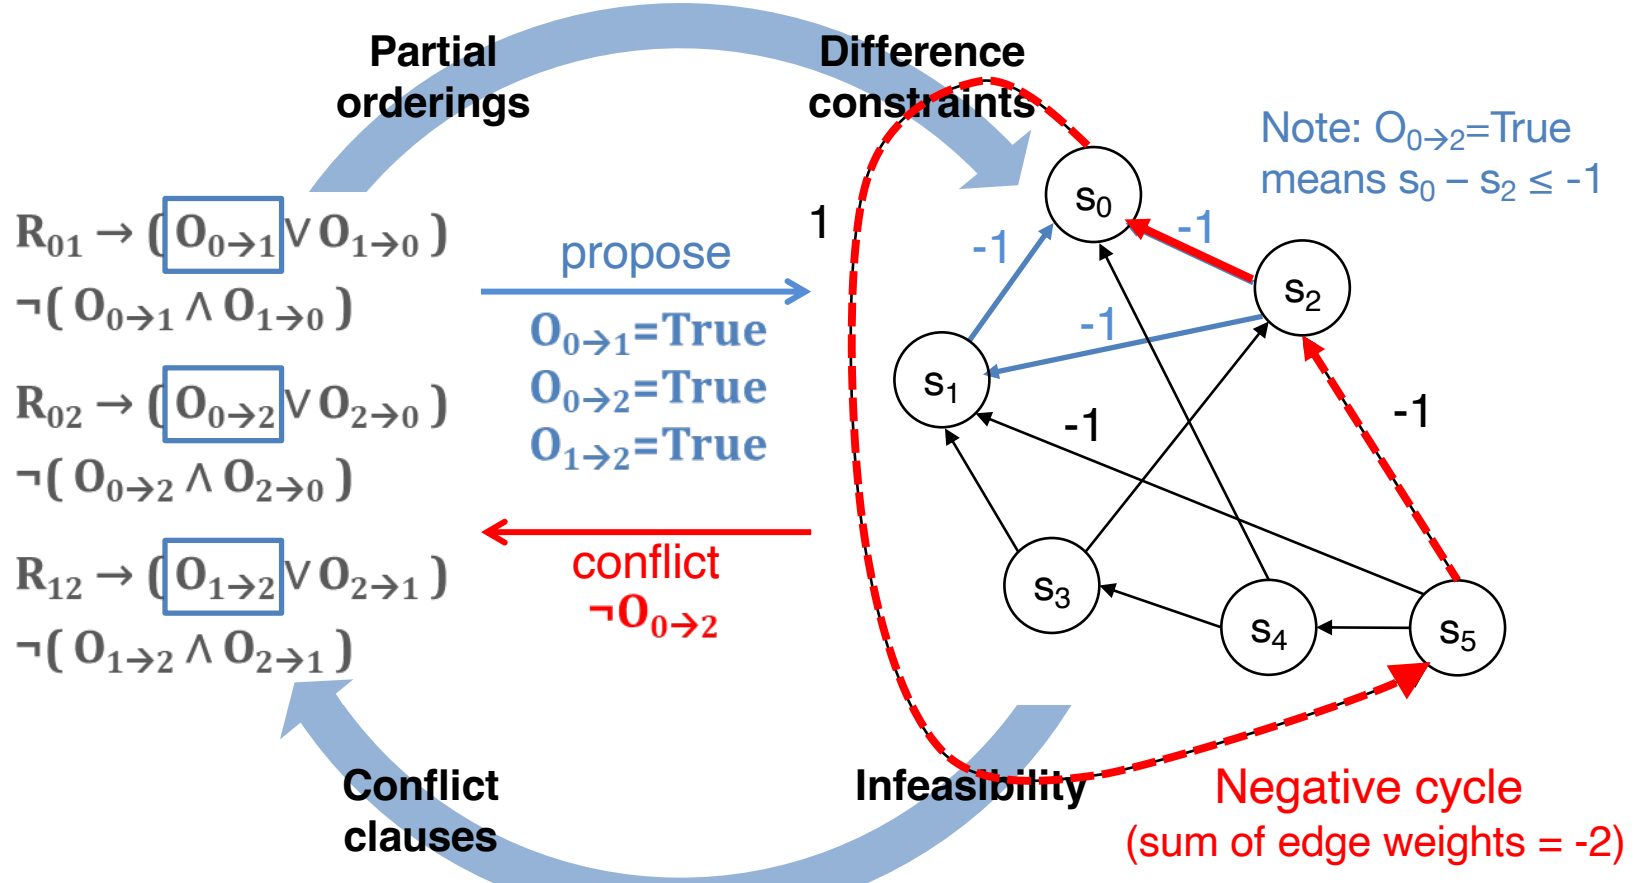 Partial
orderings
Difference
constraints
Note: O₀→₂=True
means s₀ – s₂ ≤ -1
R₀₁ → ( O₀→₁ ∨ O₁→₀ )
¬( O₀→₁ ∧ O₁→₀ )
R₀₂ → ( O₀→₂ ∨ O₂→₀ )
¬( O₀→₂ ∧ O₂→₀ )
R₁₂ → ( O₁→₂ ∨ O₂→₁ )
¬( O₁→₂ ∧ O₂→₁ )
propose
O₀→₁=True
O₀→₂=True
O₁→₂=True
conflict
¬O₀→₂
1
s₀
-1
-1
s₂
-1
s₁
-1
-1
s₃
s₄
s₅
Conflict
clauses
Infeasibility
Negative cycle
(sum of edge weights = -2)